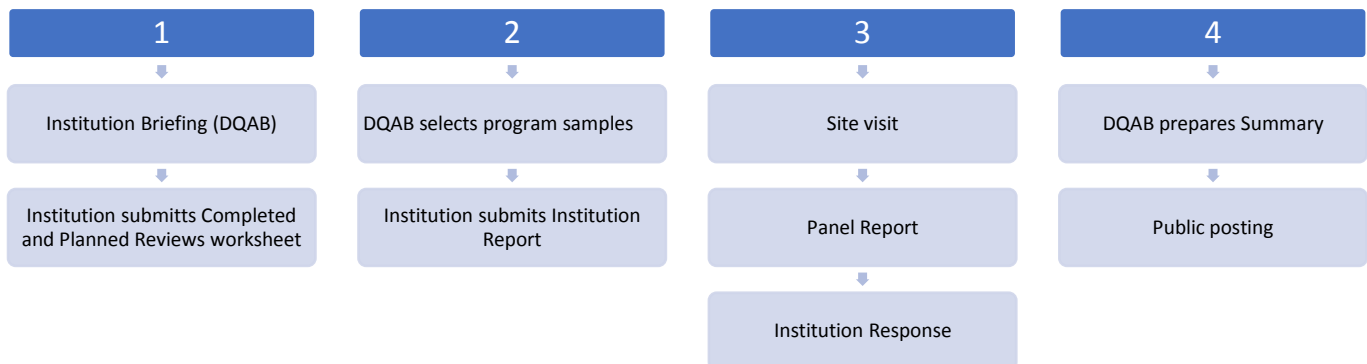 1
Institution Briefing (DQAB)
Institution submitts Completed
and Planned Reviews worksheet
2
DQAB selects program samples
Institution submits Institution
Report
3
Site visit
Panel Report
Institution Response
4
DQAB prepares Summary
Public posting